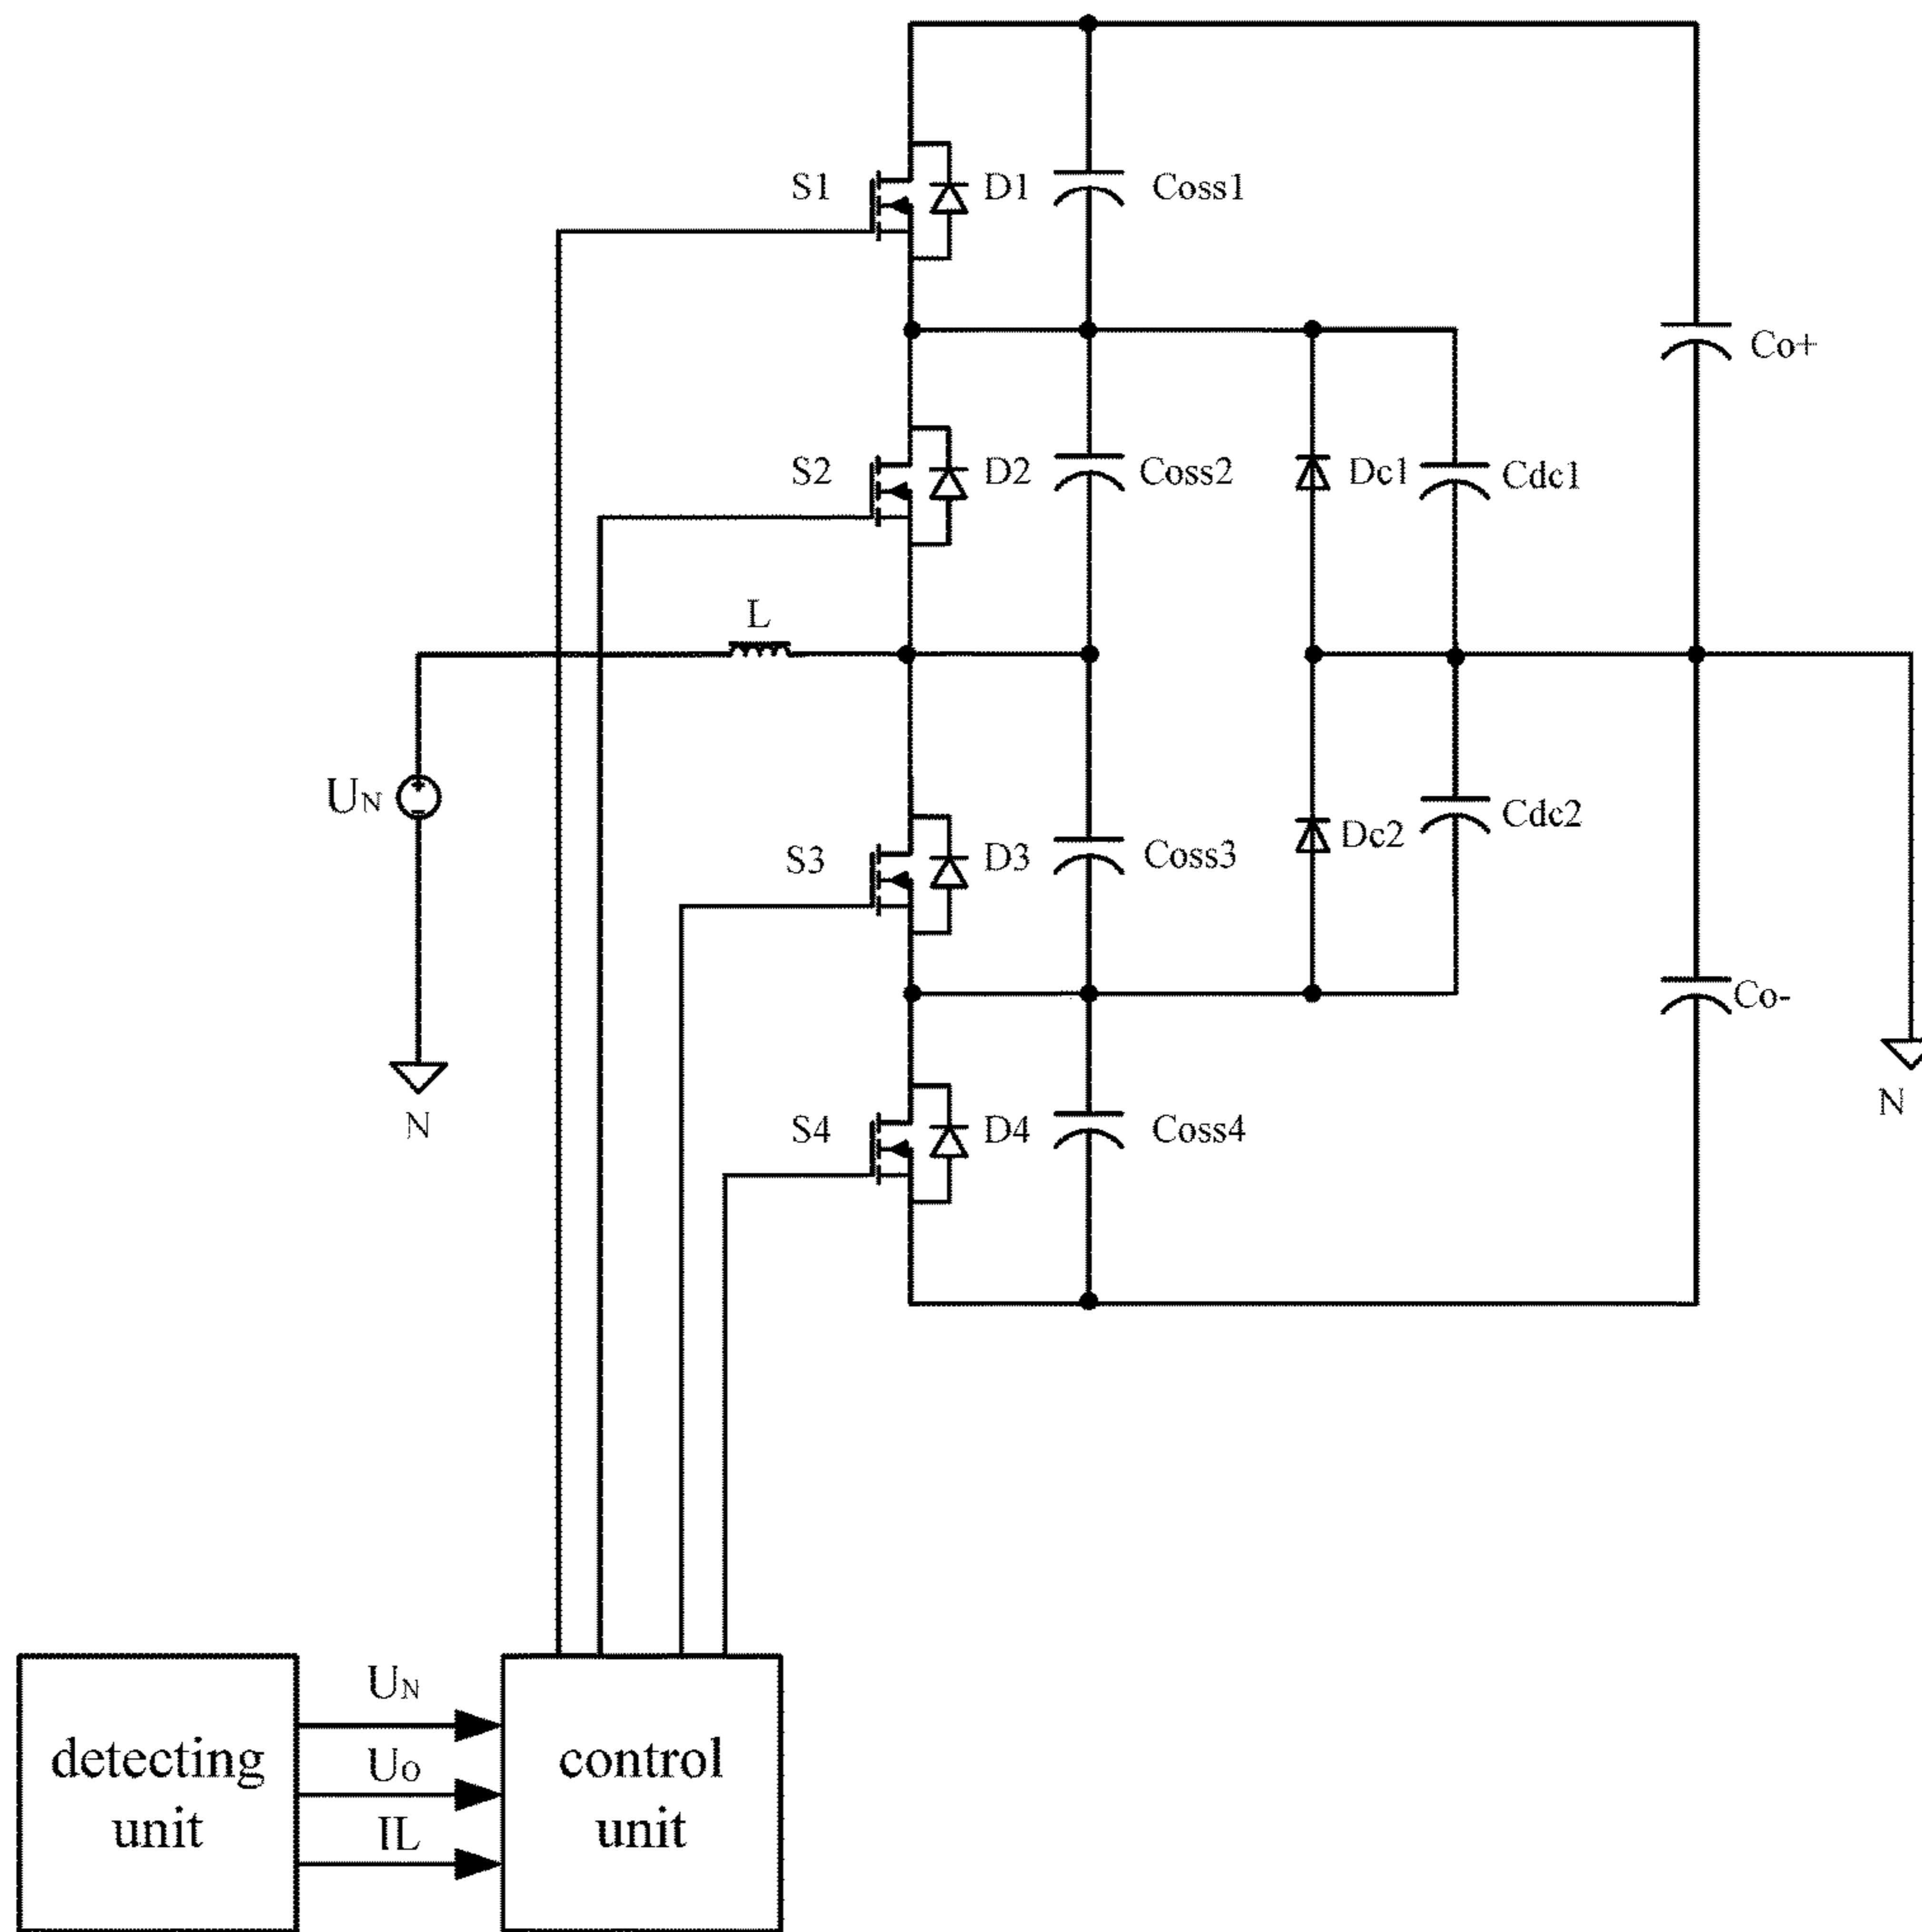 S1
D1
Coss1
Co+
S2
D2
Coss2
Dc1
Cdc1
L
UN
S3
D3
Coss3
Dc2
Cdc2
Co-
N
S4
D4
Coss4
N
UN
detecting
unit
Uo
IL
control
unit